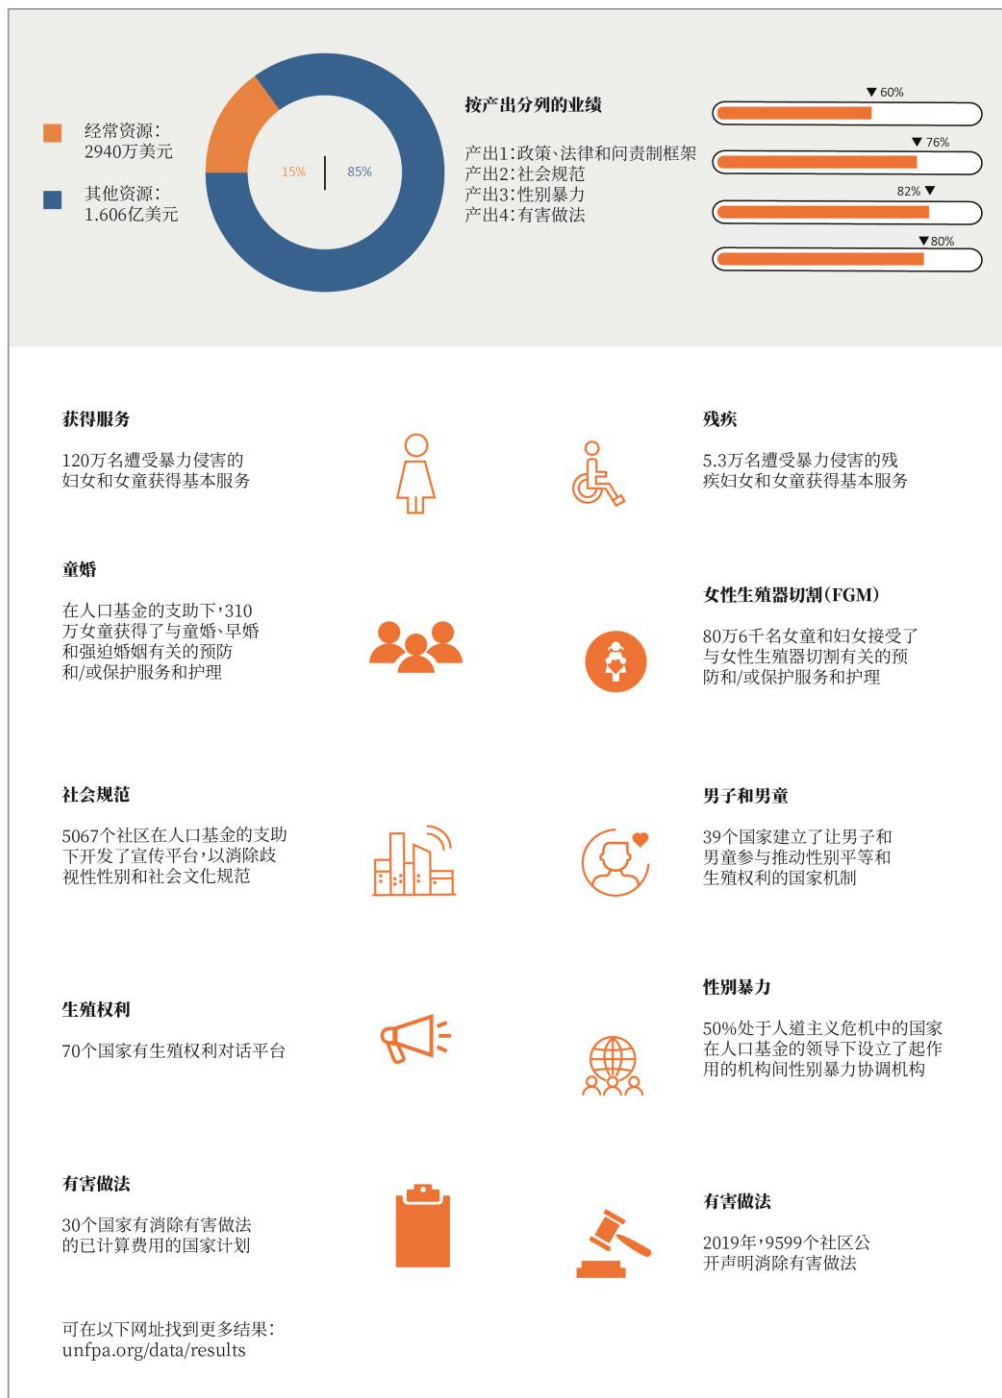 经常资源：
2940万美元
其他资源：
1.606亿美元
15%
85%
按产出分列的业绩
产出1：政策、法律和问责制框架
产出2：社会规范
产出3：性别暴力
产出4：有害做法
▼60%
▼76%
82%▼
▼80%
获得服务
120万名遭受暴力侵害的
妇女和女童获得基本服务
残疾
5.3万名遭受暴力侵害的残
疾妇女和女童获得基本服务
童婚
在人口基金的支助下，310
万女童获得了与童婚、早婚
和强迫婚姻有关的预防
和/或保护服务和护理
女性生殖器切割（FGM）
80万6千名女童和妇女接受了
与女性生殖器切割有关的预
防和/或保护服务和护理
社会规范
5067个社区在人口基金的支助
下开发了宣传平台，以消除歧
视性性别和社会文化规范
男子和男童
39个国家建立了让男子和
男童参与推动性别平等和
生殖权利的国家机制
生殖权利
70个国家有生殖权利对话平台
性别暴力
50%处于人道主义危机中的国家
在人口基金的领导下设立了起作
用的机构间性别暴力协调机构
有害做法
30个国家有消除有害做法
的已计算费用的国家计划
有害做法
2019年，9599个社区公
开声明消除有害做法
可在以下网址找到更多结果：
unfpa.org/data/results